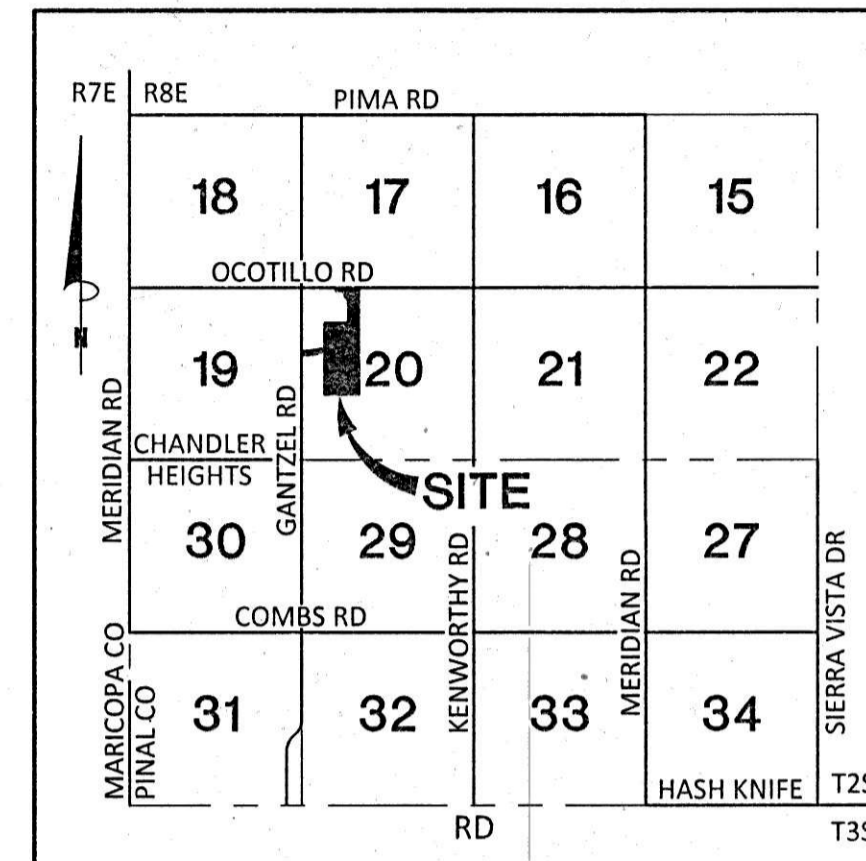 R7E R8E PIMA RD
18 17 16 15
OCOTILLO RD
N
19 20 21 22
MERIDIAN RD
GANTZEL RD
CHANDLER
HEIGHTS
SITE
30 29 28 27
KENWORTHY RD
MERIDIAN RD
SIERRA VISTA DR
COMBS RD
MARICOPA CO
PINAL CO
31 32 33 34
HASH KNIFE T2S
RD T3S